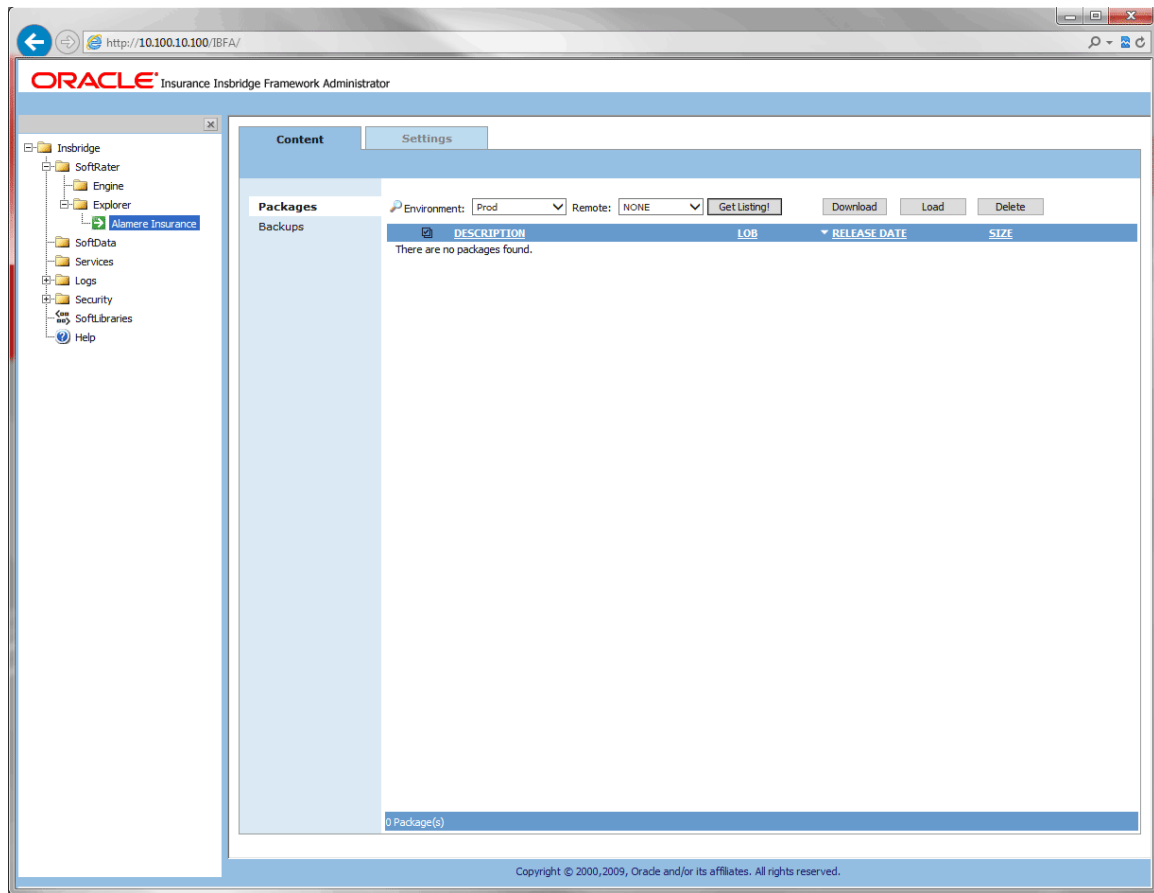 http://10.100.10.100/IBFA/
ORACLE Insurance Insbridge Framework Administrator
Insbridge
SoftRater
Engine
Explorer
Alamere Insurance
SoftData
Services
Logs
Security
SoftLibraries
Help
Content Settings
Packages
Backups
Environment: Prod Remote: NONE Get Listing! Download Load Delete
DESCRIPTION LOB RELEASE DATE SIZE
There are no packages found.
0 Package(s)
Copyright © 2000,2009, Oracle and/or its affiliates. All rights reserved.